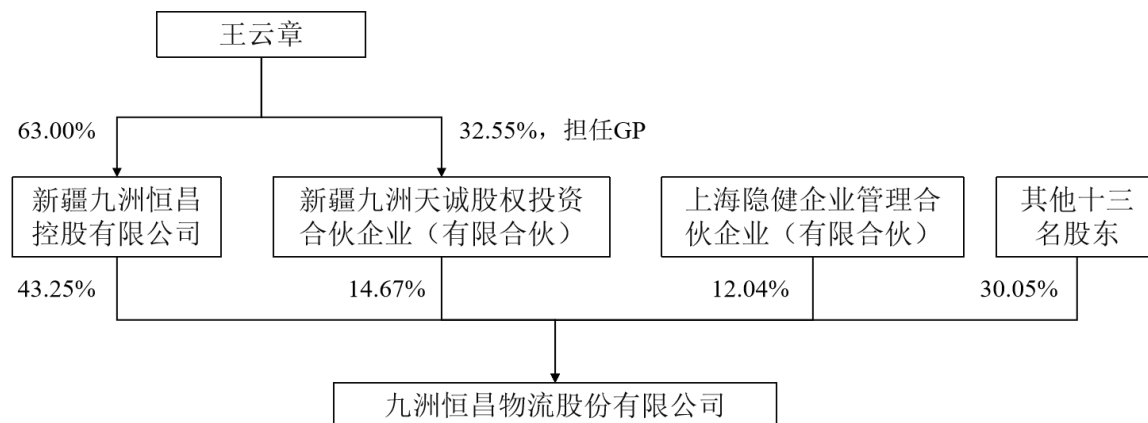 王云章
63.00%
32.55%，担任GP
新疆九洲恒昌
控股有限公司
新疆九洲天诚股权投资
合伙企业（有限合伙）
上海隐健企业管理合
伙企业（有限合伙）
其他十三
名股东
43.25%
14.67%
12.04%
30.05%
九洲恒昌物流股份有限公司